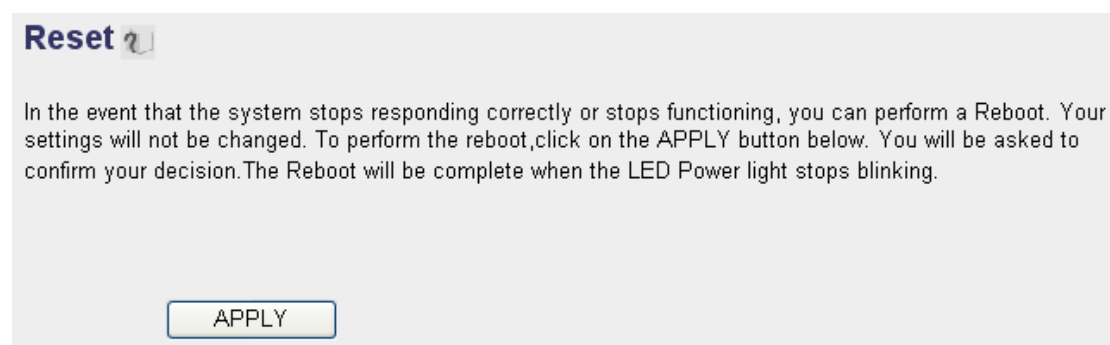 Reset
In the event that the system stops responding correctly or stops functioning, you can perform a Reboot. Your
settings will not be changed. To perform the reboot,click on the APPLY button below. You will be asked to
confirm your decision.The Reboot will be complete when the LED Power light stops blinking.
APPLY